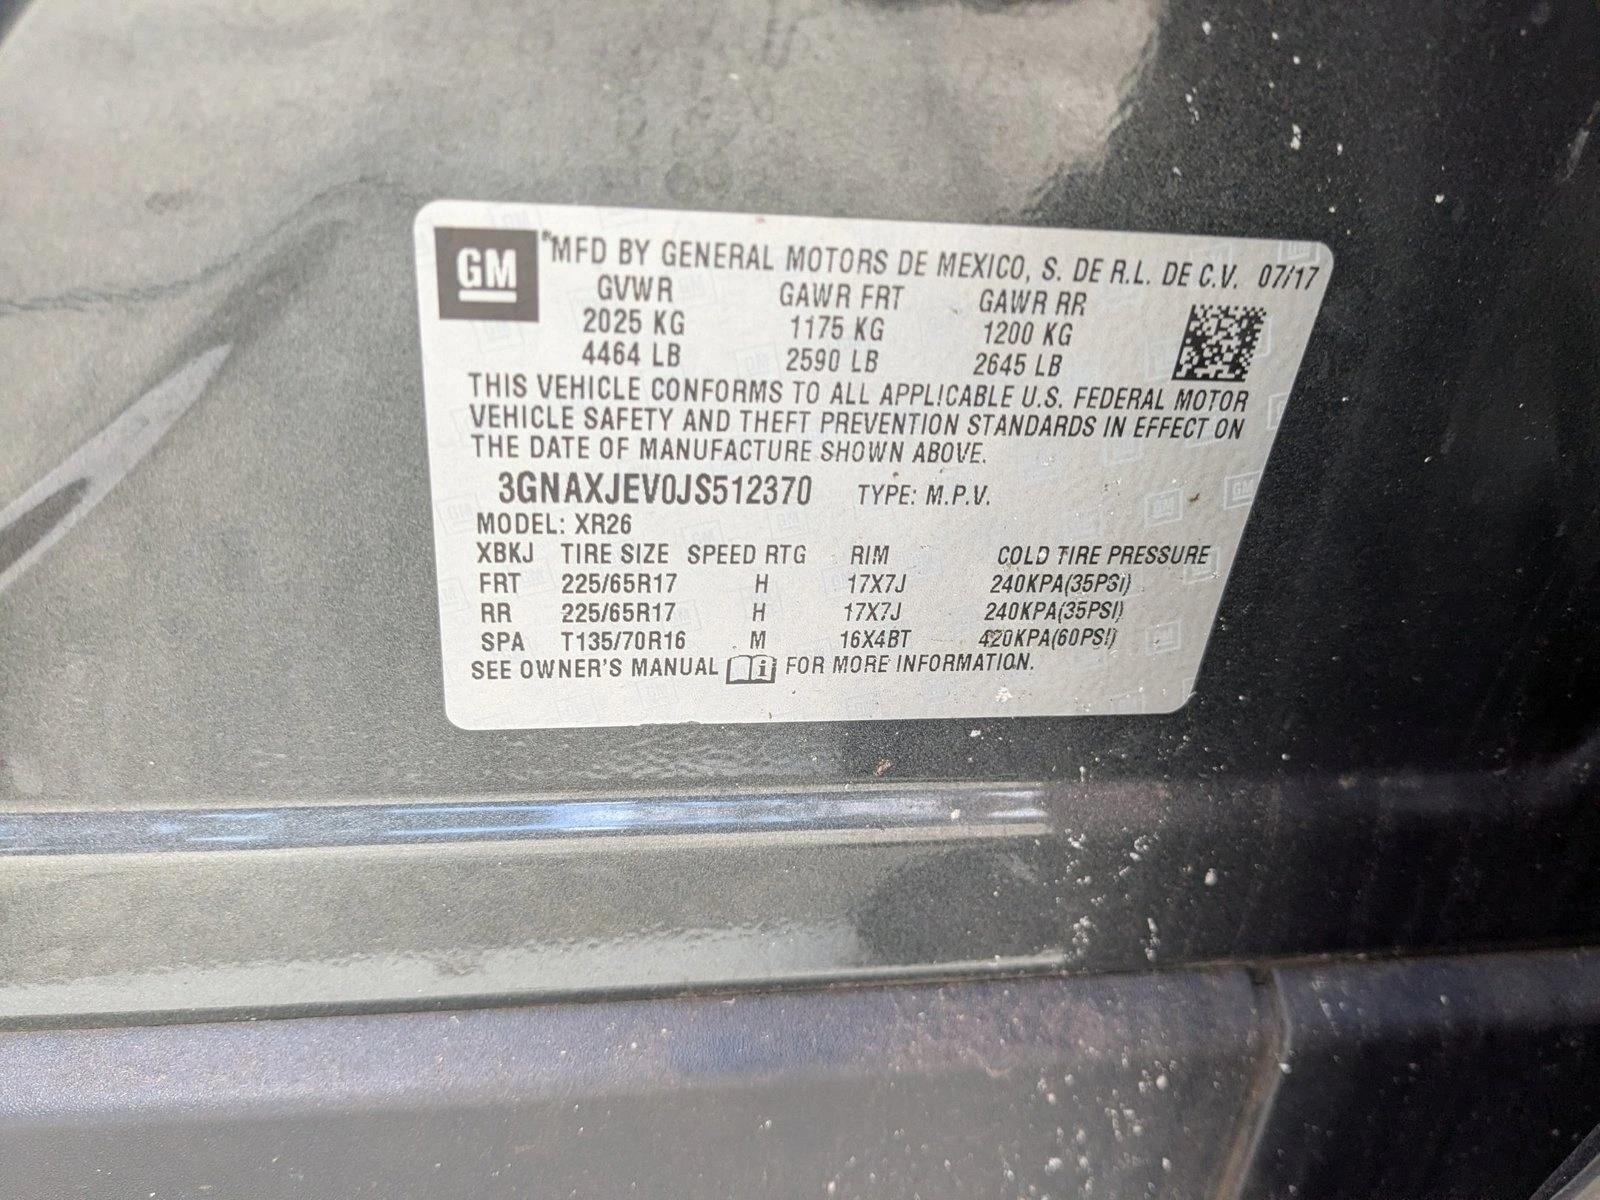 GM
MFD BY GENERAL MOTORS DE MEXICO, S. DE R.L. DE C.V. 07/17
GVWR GAWR FRT GAWR RR
2025 KG 1175 KG 1200 KG
4464 LB 2590 LB 2645 LB
THIS VEHICLE CONFORMS TO ALL APPLICABLE U.S. FEDERAL MOTOR
VEHICLE SAFETY AND THEFT PREVENTION STANDARDS IN EFFECT ON
THE DATE OF MANUFACTURE SHOWN ABOVE.
3GNAXJEV0JS512370 TYPE: M.P.V.
MODEL: XR26
XBKJ TIRE SIZE SPEED RTG RIM COLD TIRE PRESSURE
FRT 225/65R17 H 17X7J 240KPA(35PSI)
RR 225/65R17 H 17X7J 240KPA(35PSI)
SPA T135/70R16 M 16X4BT 420KPA(60PSI)
SEE OWNER'S MANUAL FOR MORE INFORMATION.